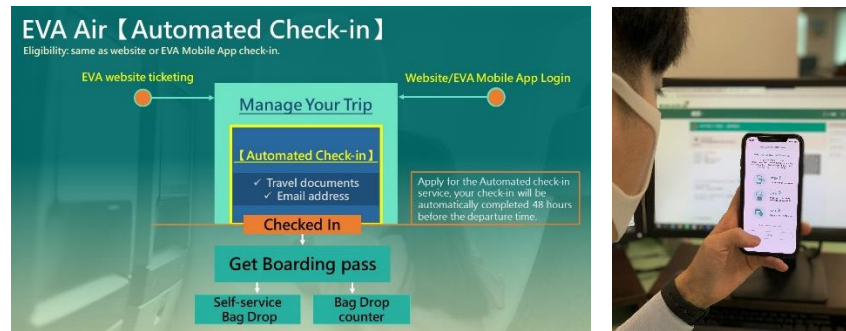 EVA Air【Automated Check-in】
Eligibility: same as website or EVA Mobile App check-in.
EVA website ticketing
Website/EVA Mobile App Login
Manage Your Trip
【Automated Check-in】
✓ Travel documents
✓ Email address
Apply for the Automated check-in
service, your check-in will be
automatically completed 48 hours
before the departure time.
Checked In
Get Boarding pass
Self-service
Bag Drop
Bag Drop
counter